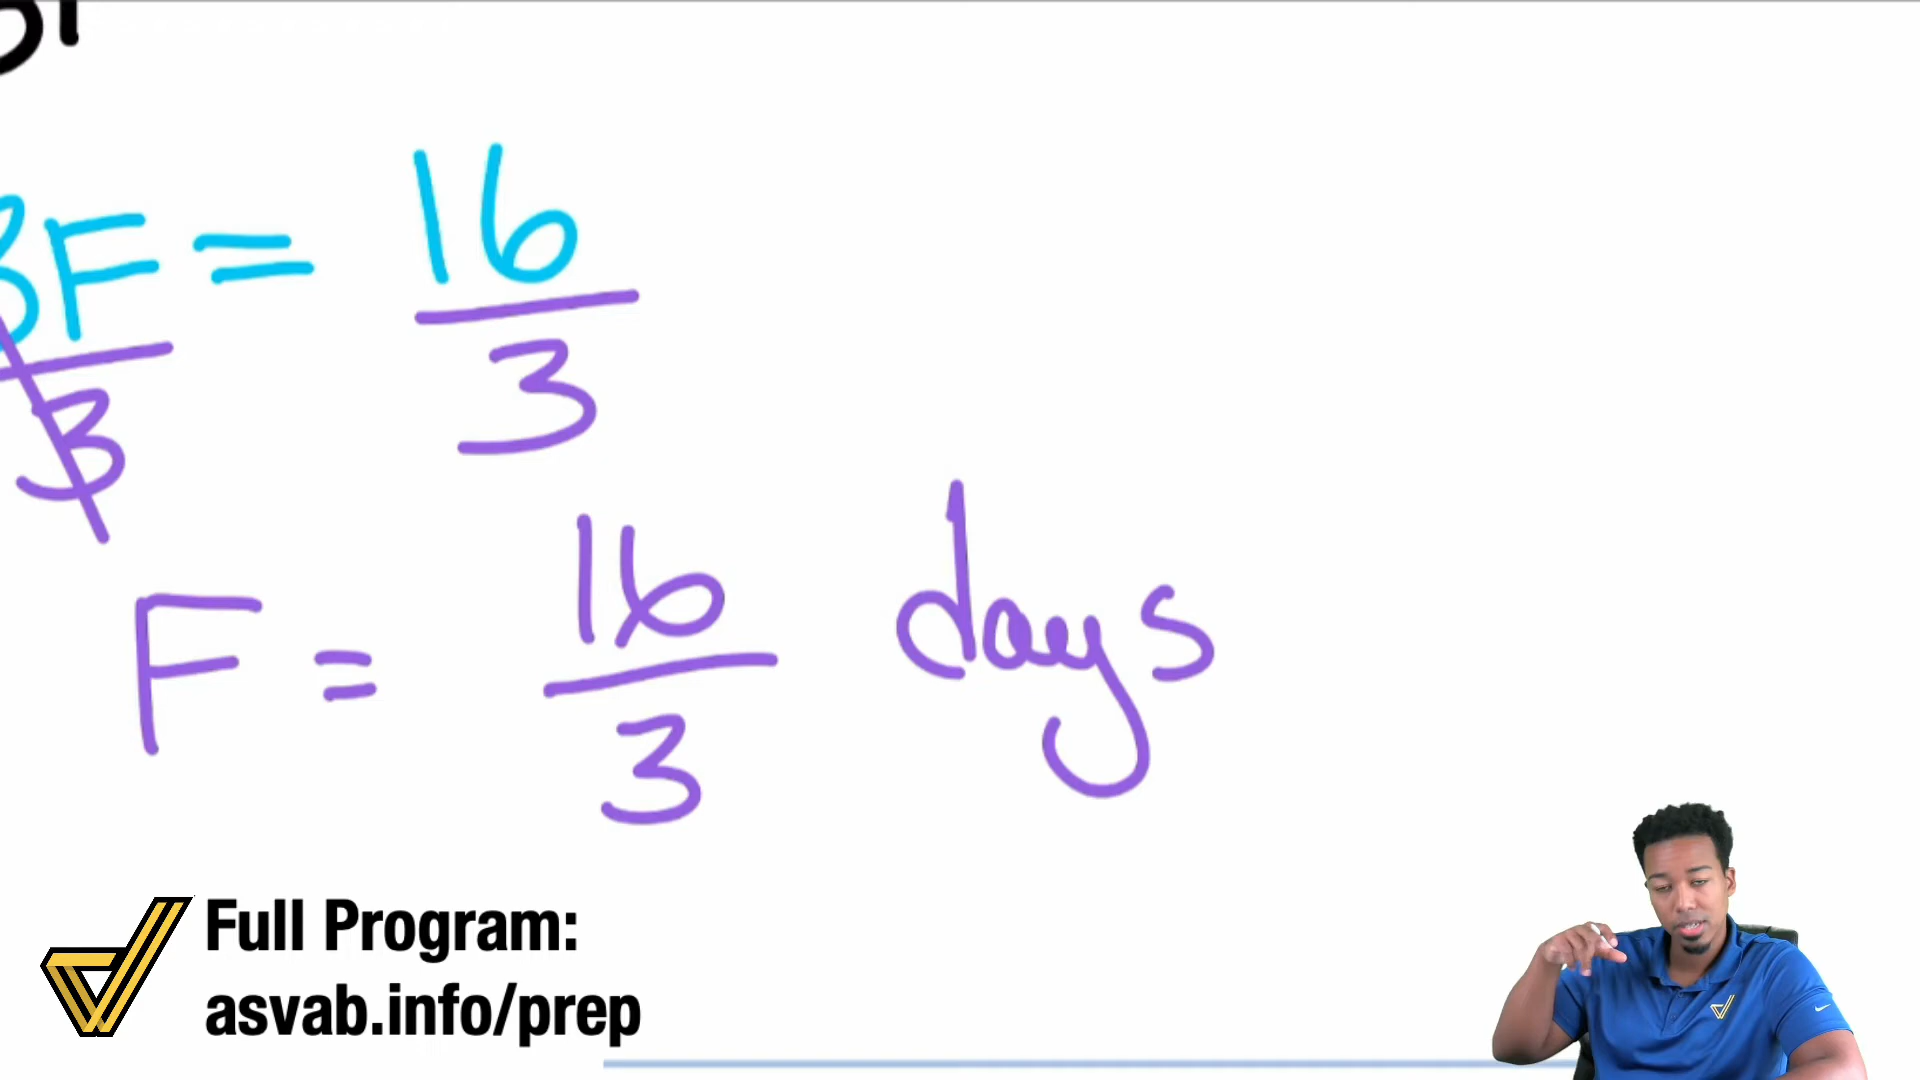 3F = 16/3
3
F = 16/3 days
Full Program:
asvab.info/prep